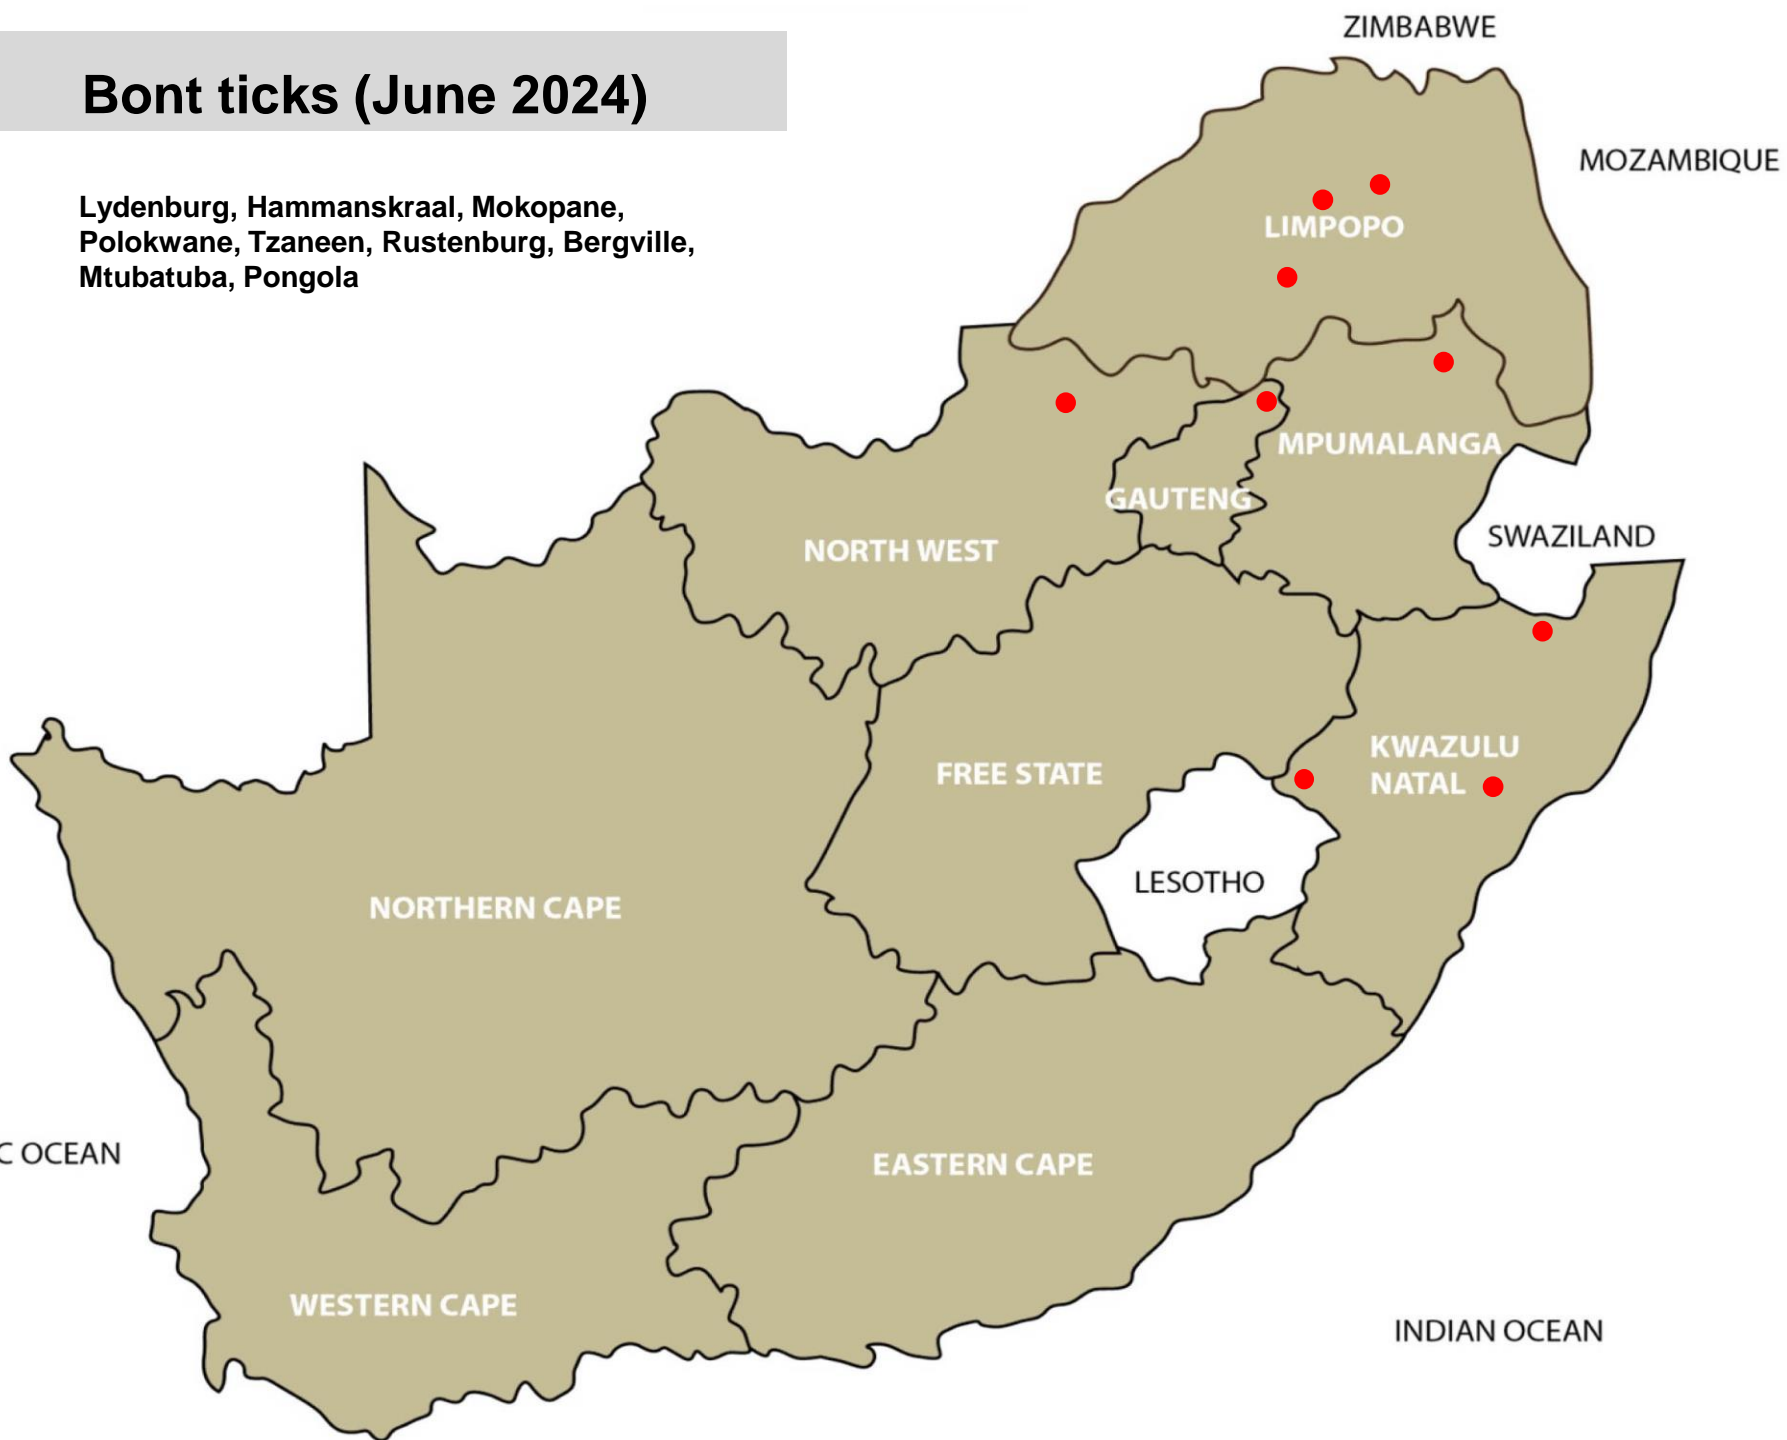 Bont ticks (June 2024)
Lydenburg, Hammanskraal, Mokopane,
Polokwane, Tzaneen, Rustenburg, Bergville,
Mtubatuba, Pongola
ZIMBABWE
MOZAMBIQUE
LIMPOPO
MPUMALANGA
GAUTENG
NORTH WEST
SWAZILAND
KWAZULU
NATAL
FREE STATE
LESOTHO
NORTHERN CAPE
C OCEAN
EASTERN CAPE
WESTERN CAPE
INDIAN OCEAN